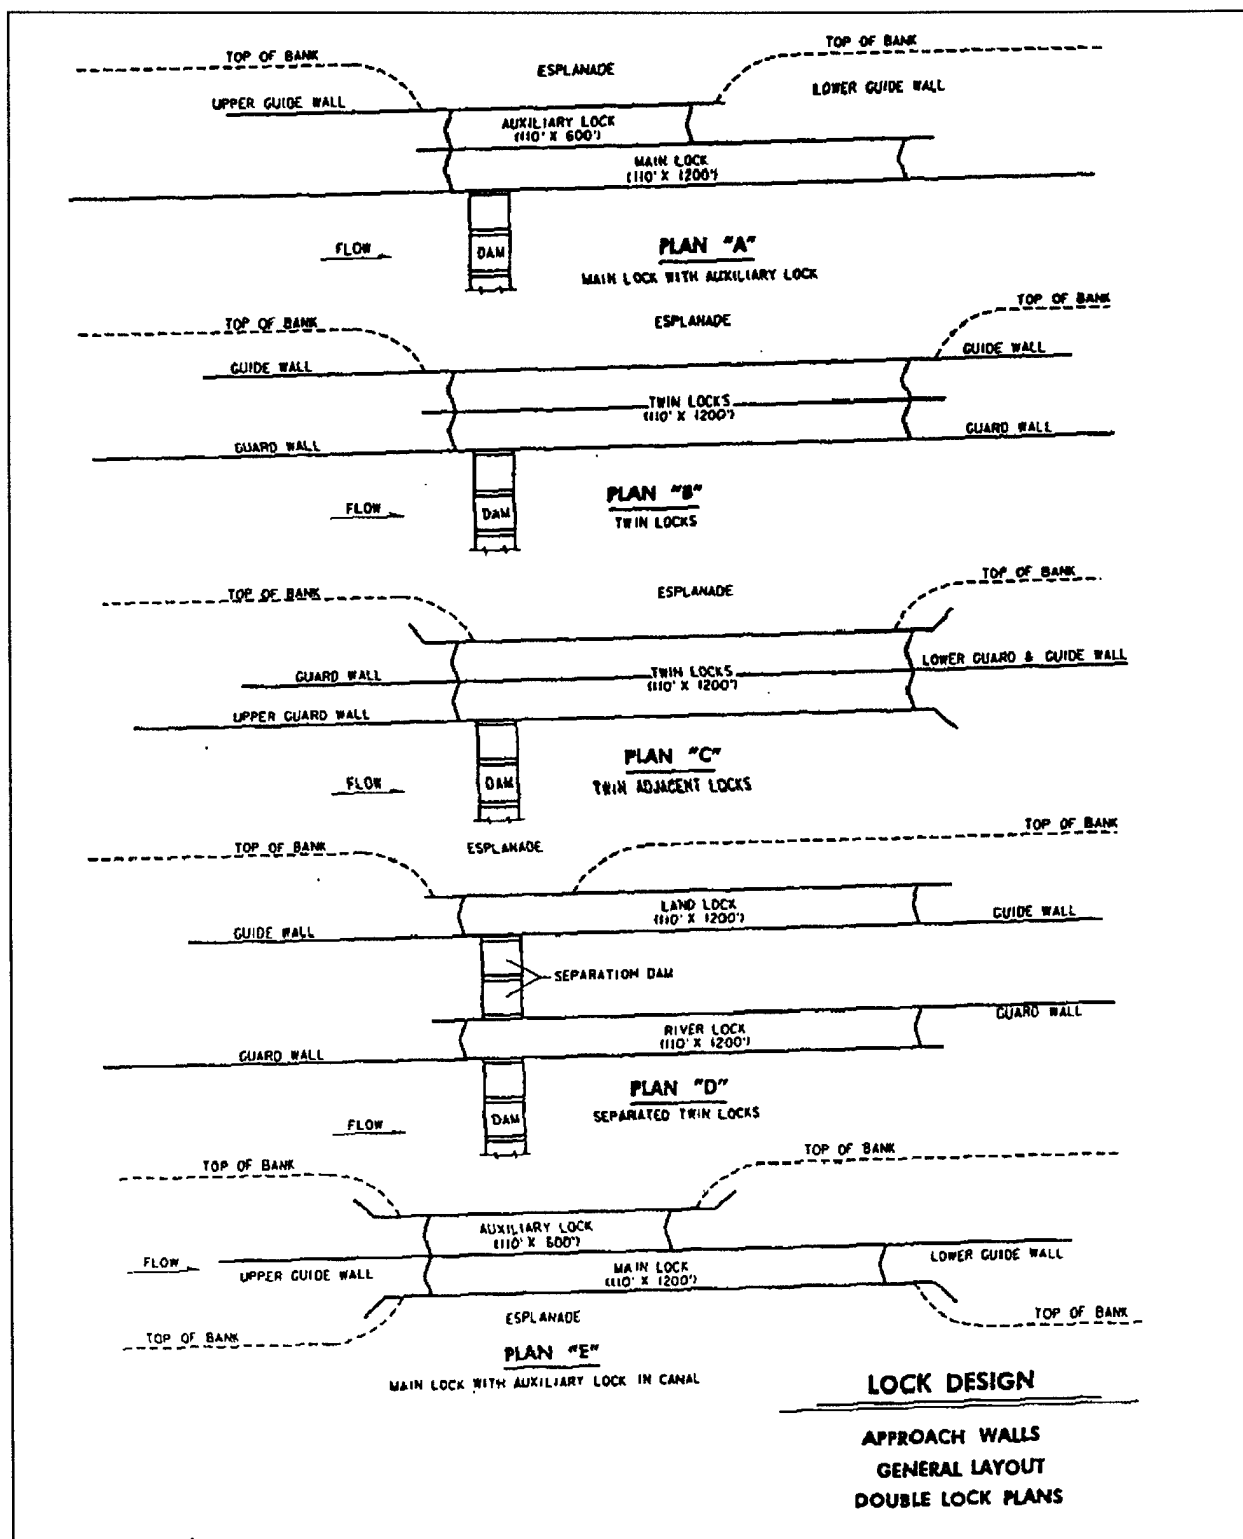 TOP OF BANK
TOP OF BANK
ESPLANADE
UPPER GUIDE WALL
LOWER GUIDE WALL
AUXILIARY LOCK
(110' X 600')
MAIN LOCK
(110' X 1200')
FLOW
DAM
PLAN "A"
MAIN LOCK WITH AUXILIARY LOCK
TOP OF BANK
ESPLANADE
TOP OF BANK
GUIDE WALL
GUIDE WALL
TWIN LOCKS
(110' X 1200')
GUARD WALL
GUARD WALL
FLOW
DAM
PLAN "B"
TWIN LOCKS
TOP OF BANK
ESPLANADE
TOP OF BANK
GUARD WALL
TWIN LOCKS
(110' X 1200')
LOWER GUARD & GUIDE WALL
UPPER GUARD WALL
FLOW
DAM
PLAN "C"
TWIN ADJACENT LOCKS
TOP OF BANK
ESPLANADE
TOP OF BANK
LAND LOCK
(110' X 1200')
GUIDE WALL
GUIDE WALL
SEPARATION DAM
RIVER LOCK
(110' X 1200')
GUARD WALL
GUARD WALL
FLOW
DAM
PLAN "D"
SEPARATED TWIN LOCKS
TOP OF BANK
TOP OF BANK
AUXILIARY LOCK
(110' X 600')
FLOW
UPPER GUIDE WALL
MAIN LOCK
(110' X 1200')
LOWER GUIDE WALL
TOP OF BANK
ESPLANADE
TOP OF BANK
PLAN "E"
MAIN LOCK WITH AUXILIARY LOCK IN CANAL
LOCK DESIGN
APPROACH WALLS
GENERAL LAYOUT
DOUBLE LOCK PLANS